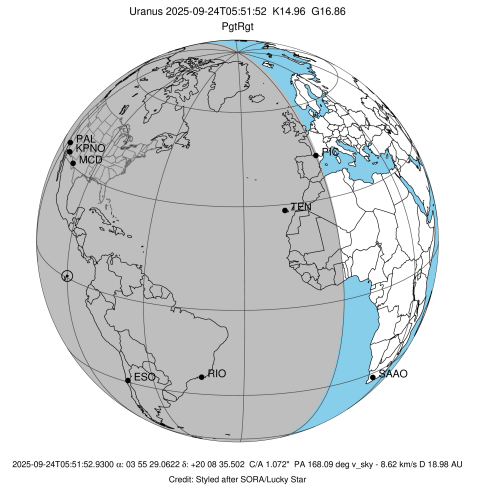 Uranus 2025-09-24T05:51:52 K14.96 G16.86
PgtRgt
PAL
KPNO
MCD
PIC
TEN
ESO
RIO
SAAO
2025-09-24T05:51:52.9300 α: 03 55 29.0622 δ: +20 08 35.502 C/A 1.072" PA 168.09 deg v_sky - 8.62 km/s D 18.98 AU
Credit: Styled after SORA/Lucky Star